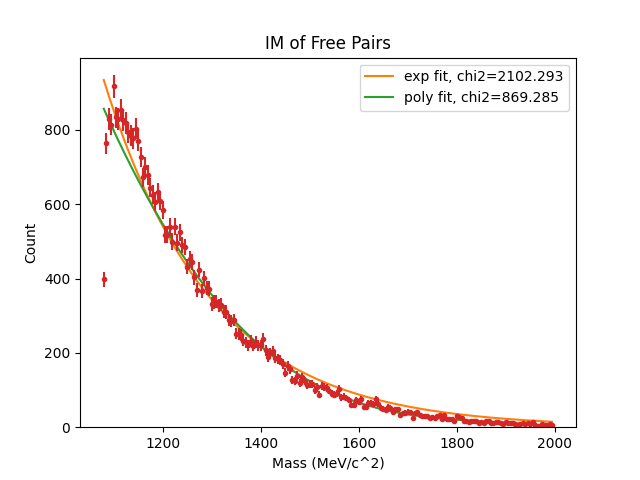 IM of Free Pairs
exp fit, chi2=2102.293
poly fit, chi2=869.285
Count
800
600
400
200
0
1200 1400 1600 1800 2000
Mass (MeV/c^2)